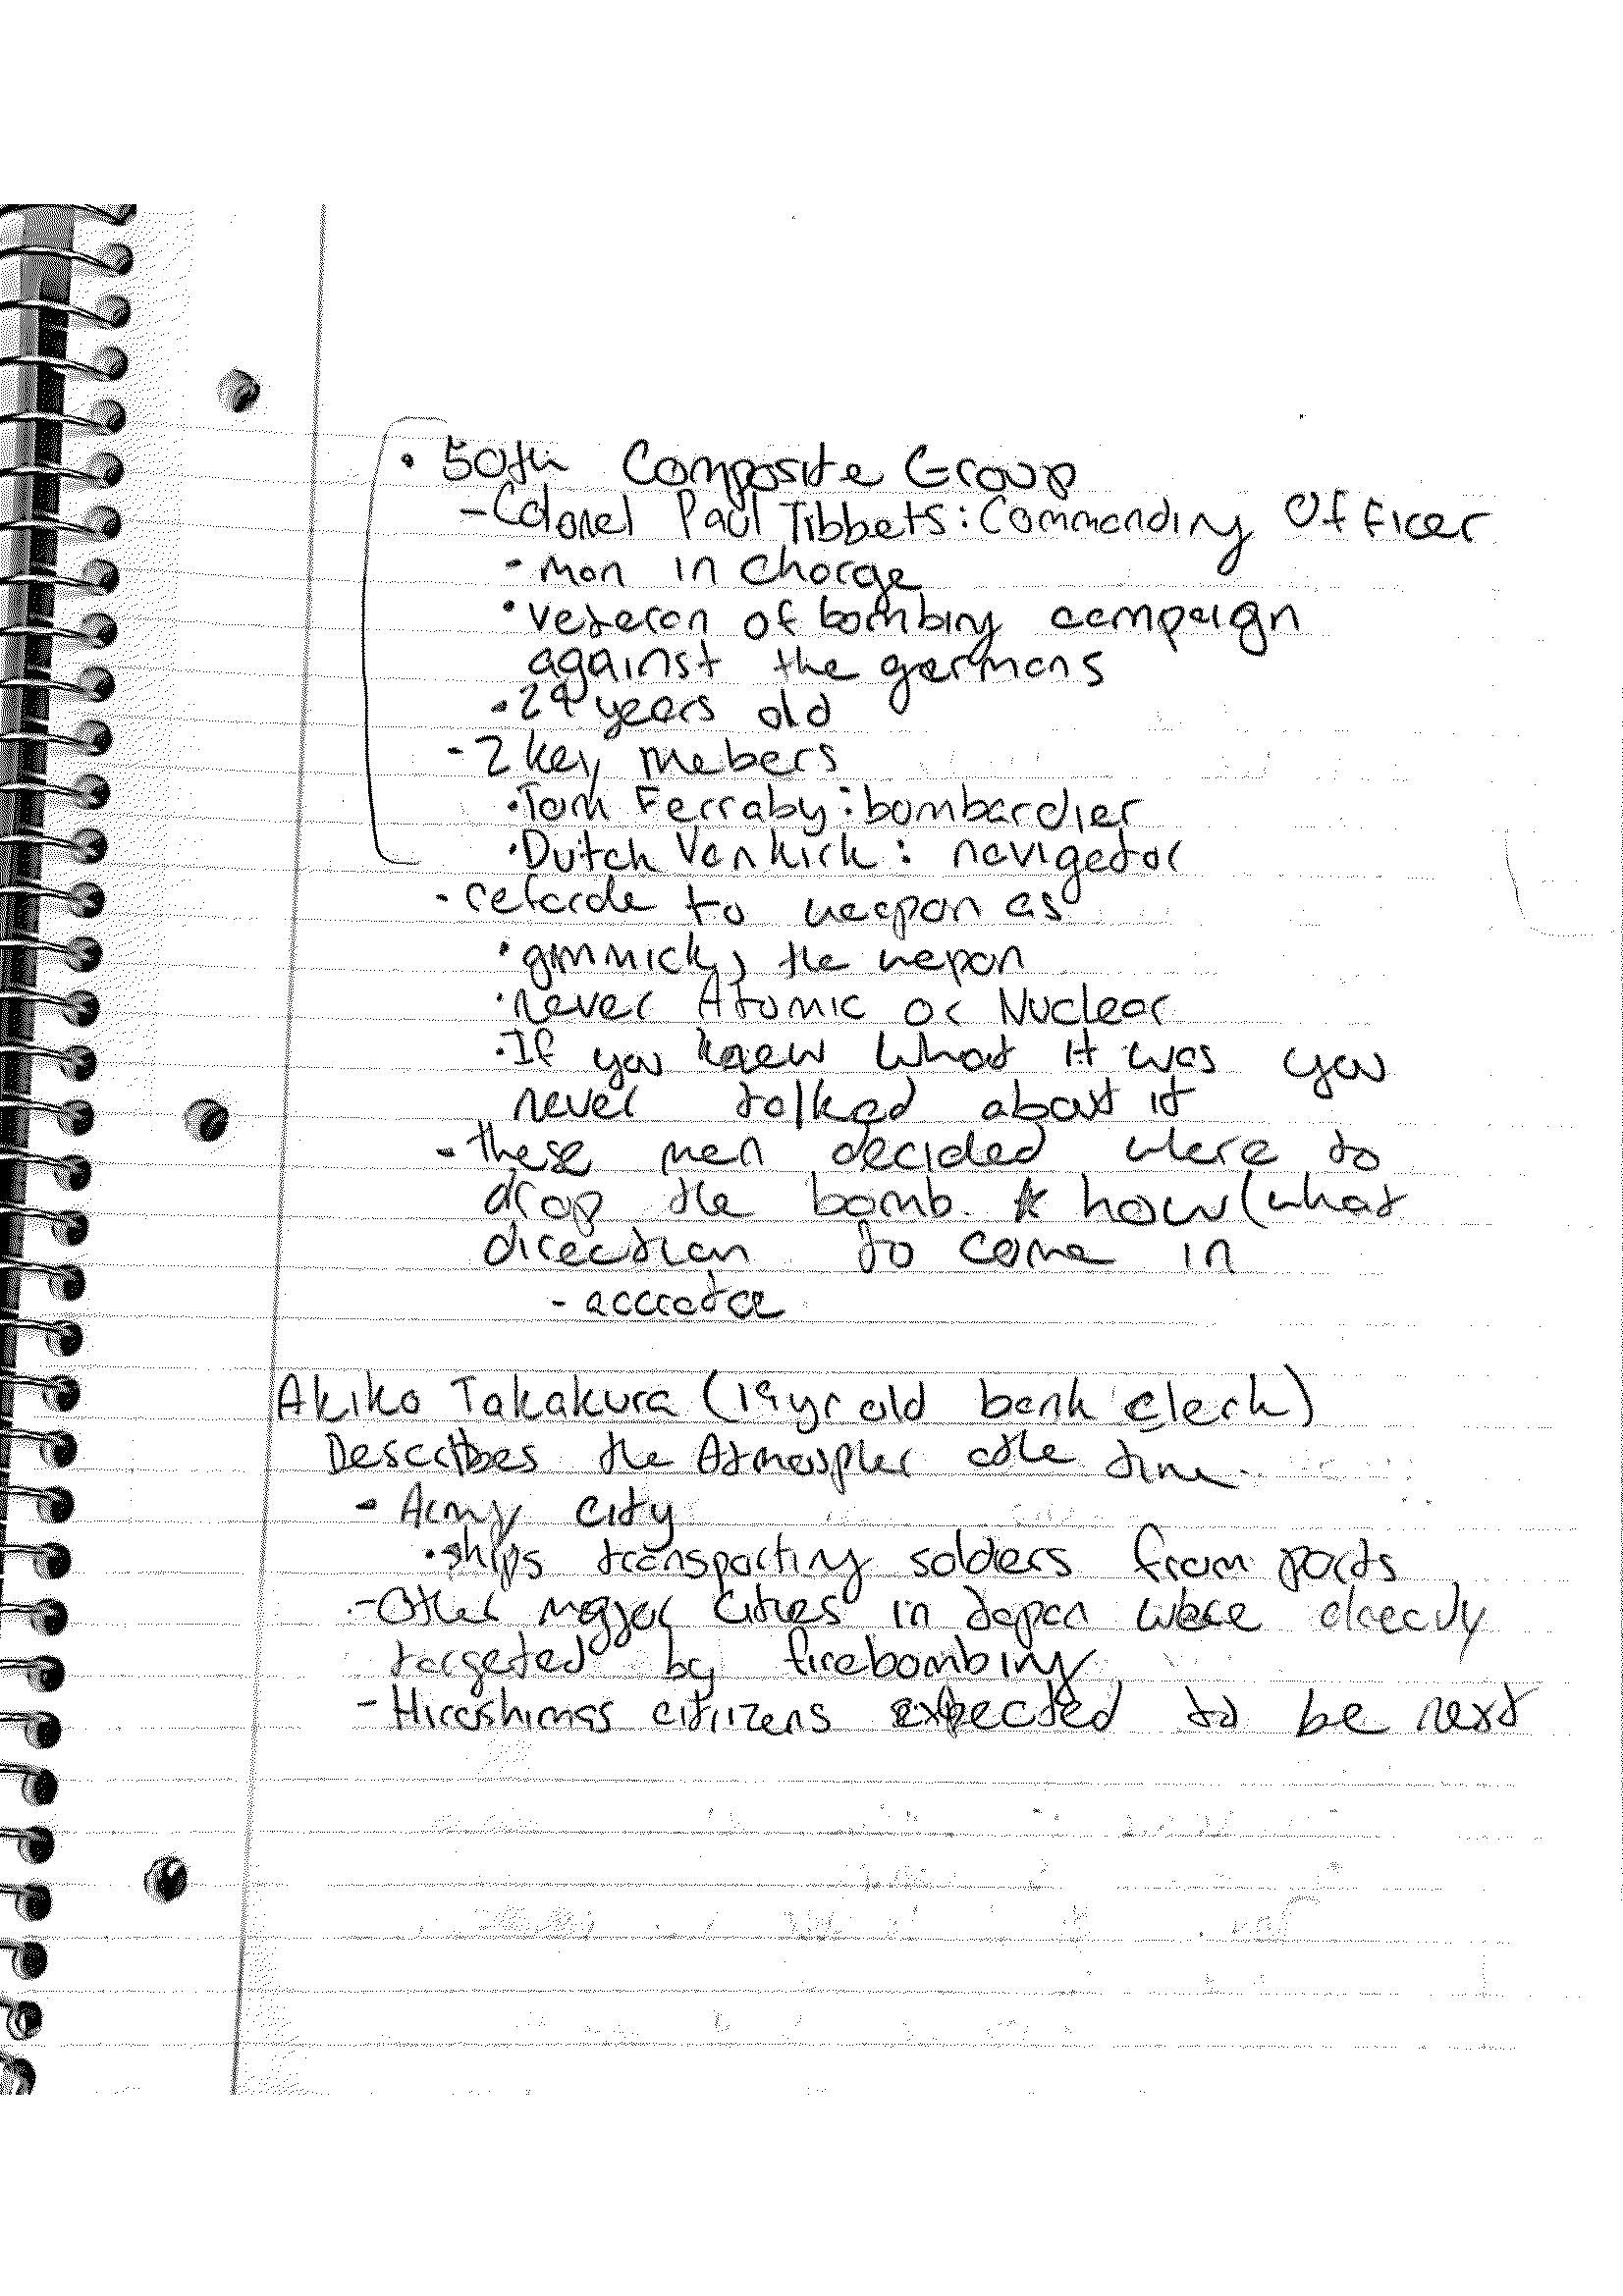 • 50th Composite Group
- Colonel Paul Tibbets: Commanding Officer
- man in charge
• veteran of bombing campaign
against the germans
• 29 years old
- 2 key mebers
• Tom Ferraby: bombardier
• Dutch Vankirk: navigator
- refarde to weapon as
• gimmick, the wepon
• never Atomic or Nuclear
• If you knew what it was you
never talked about it
- these men decided where to
drop the bomb. & how (what
direction to come in
Akiko Takakura (19yr old bank clerk)
Describes the Atmospher at the time
- Army city
• ships transporting solders from ports
- Other major cities in Japan were already
targeted by firebombing
- Hiroshimas citizens expected to be next